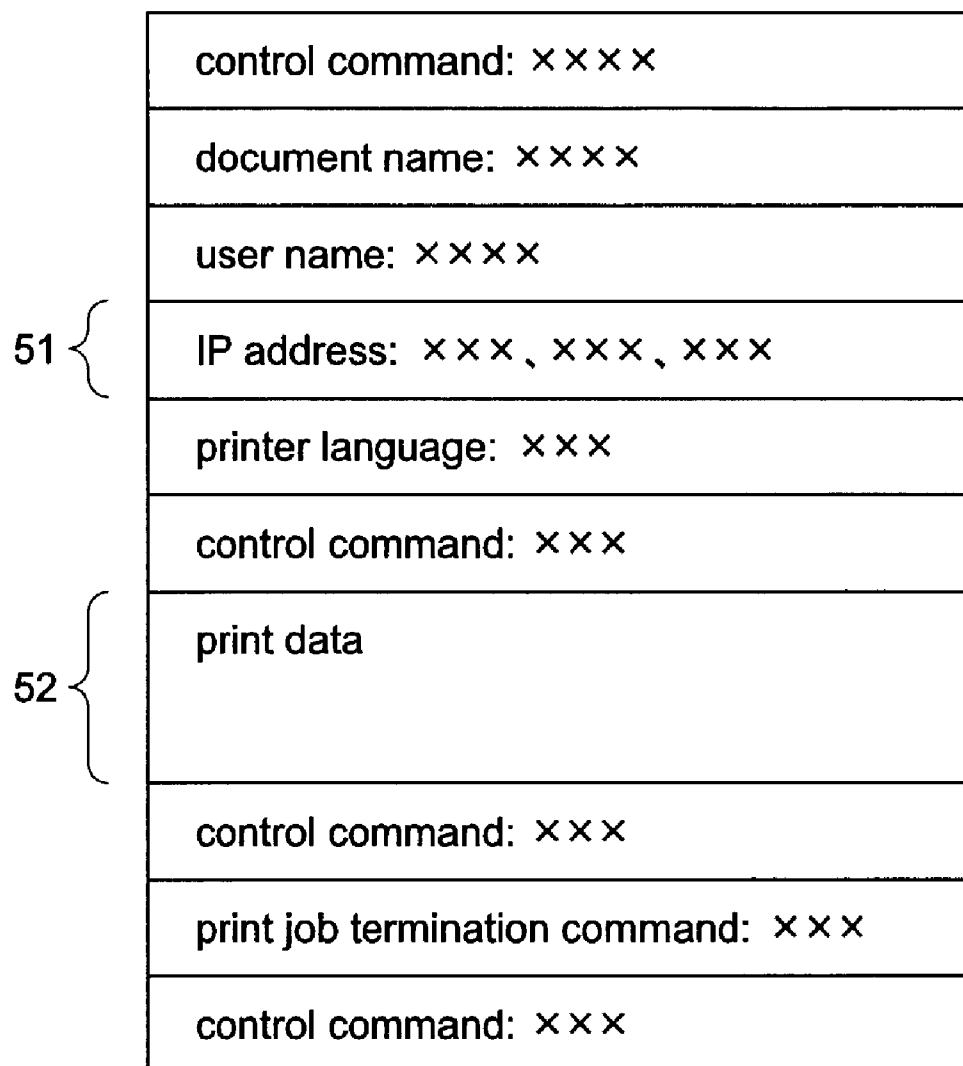 control command: ××××
document name: ××××
user name: ××××
51
IP address: ×××、×××、×××
printer language: ×××
control command: ×××
print data
52
control command: ×××
print job termination command: ×××
control command: ×××